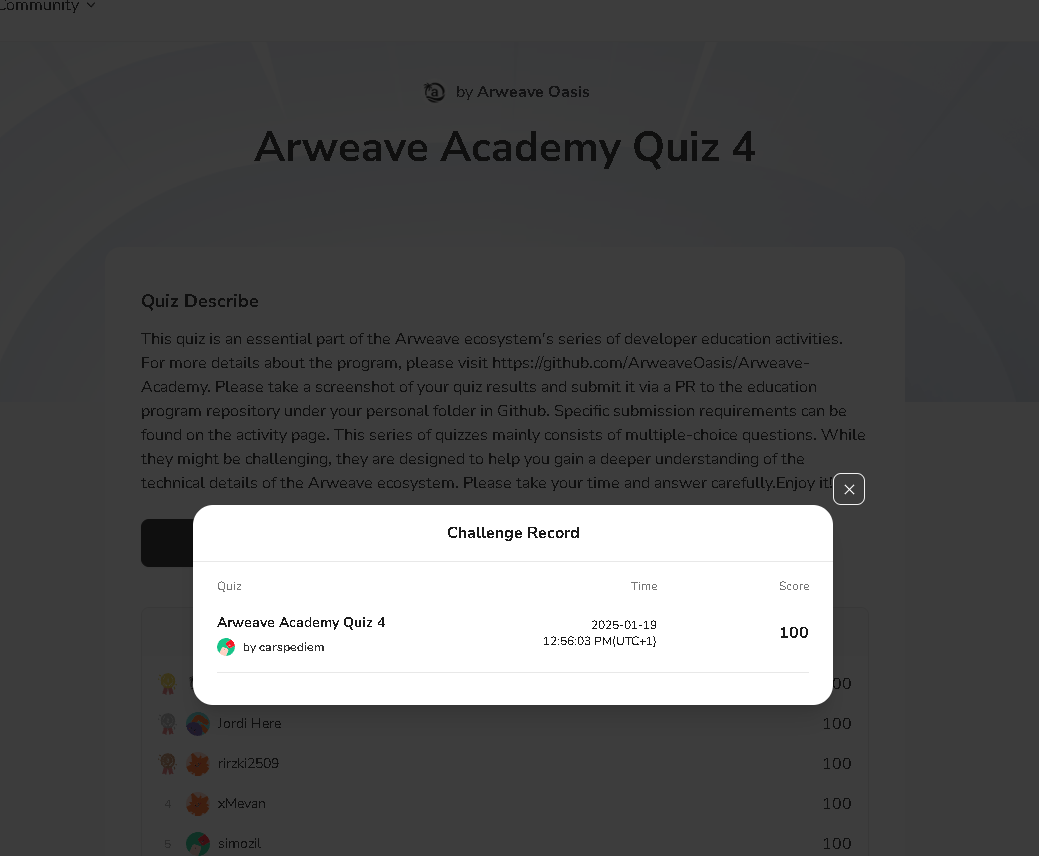 Community
by Arweave Oasis
Arweave Academy Quiz 4
Quiz Describe
This quiz is an essential part of the Arweave ecosystem's series of developer education activities.
For more details about the program, please visit https://github.com/ArweaveOasis/Arweave-
Academy. Please take a screenshot of your quiz results and submit it via a PR to the education
program repository under your personal folder in Github. Specific submission requirements can be
found on the activity page. This series of quizzes mainly consists of multiple-choice questions. While
they might be challenging, they are designed to help you gain a deeper understanding of the
technical details of the Arweave ecosystem. Please take your time and answer carefully.Enjoy it!
Challenge Record
Quiz Time Score
Arweave Academy Quiz 4
by carspediem
2025-01-19
12:56:03 PM(UTC+1)
100
00
Jordi Here 100
rirzki2509 100
4 xMevan 100
5 simozil 100